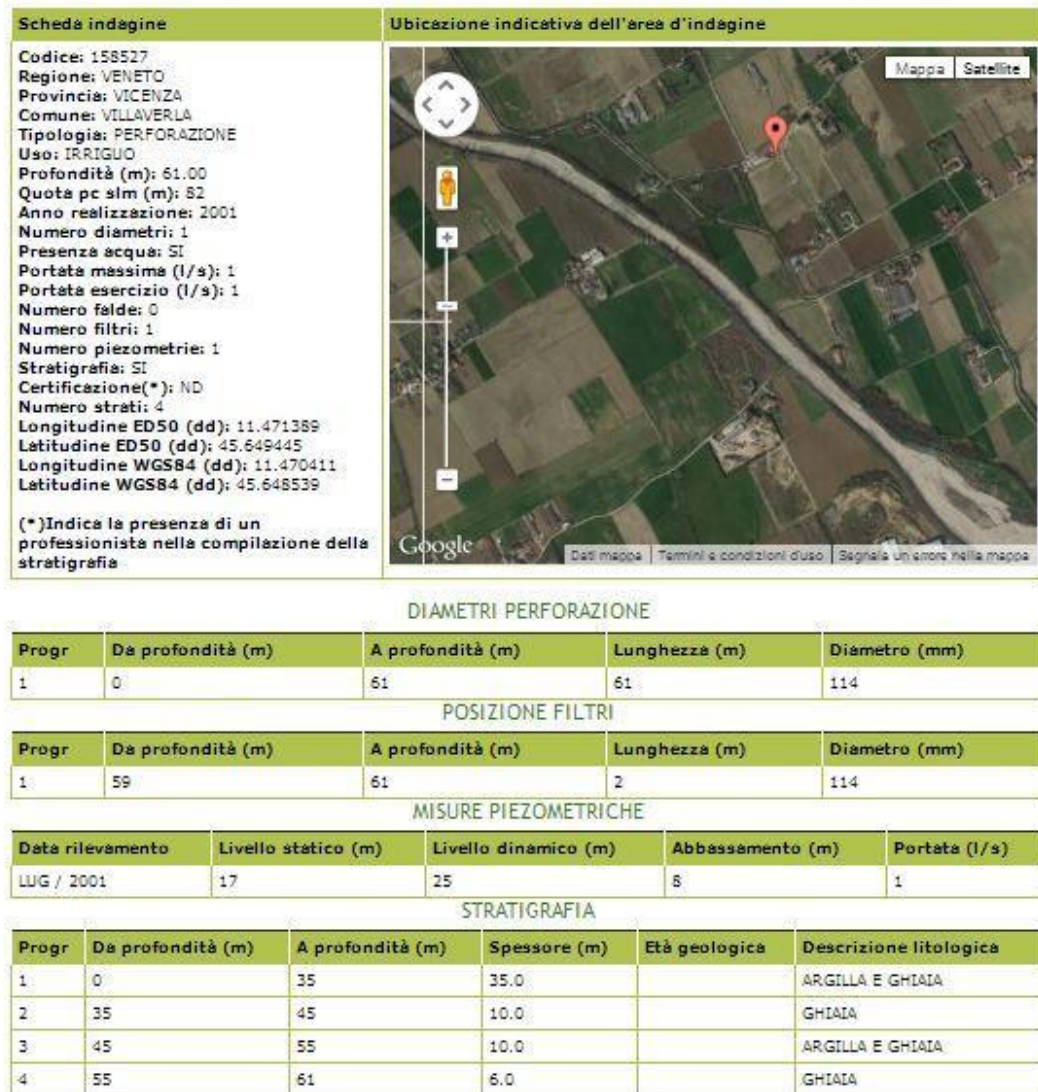 Scheda indagine
Ubicazione indicativa dell'area d'indagine
Codice: 158527
Regione: VENETO
Provincia: VICENZA
Comune: VILLAVERLA
Tipologia: PERFORAZIONE
Uso: IRRIGUO
Profondità (m): 61.00
Quota pc slm (m): 82
Anno realizzazione: 2001
Numero diametri: 1
Presenza acqua: SI
Portata massima (l/s): 1
Portata esercizio (l/s): 1
Numero falde: 0
Numero filtri: 1
Numero piezometrie: 1
Stratigrafia: SI
Certificazione(*): ND
Numero strati: 4
Longitudine ED50 (dd): 11.471389
Latitudine ED50 (dd): 45.649445
Longitudine WGS84 (dd): 11.470411
Latitudine WGS84 (dd): 45.648539
(*)Indica la presenza di un
professionista nella compilazione della
stratigrafia
Mappa Satellite
Google
Dati mappa Termini e condizioni d'uso Segnala un errore nella mappa
DIAMETRI PERFORAZIONE
Progr Da profondità (m) A profondità (m) Lunghezza (m) Diametro (mm)
1 0 61 61 114
POSIZIONE FILTRI
Progr Da profondità (m) A profondità (m) Lunghezza (m) Diametro (mm)
1 59 61 2 114
MISURE PIEZOMETRICHE
Data rilevamento Livello statico (m) Livello dinamico (m) Abbassamento (m) Portata (l/s)
LUG / 2001 17 25 8 1
STRATIGRAFIA
Progr Da profondità (m) A profondità (m) Spessore (m) Età geologica Descrizione litologica
1 0 35 35.0 ARGILLA E GHIAIA
2 35 45 10.0 GHIAIA
3 45 55 10.0 ARGILLA E GHIAIA
4 55 61 6.0 GHIAIA